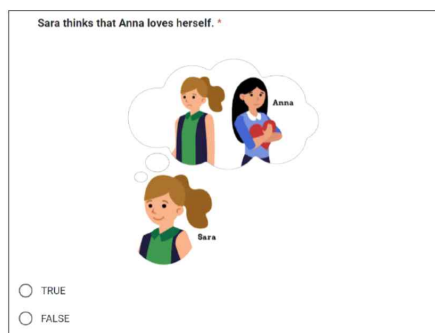 Sara thinks that Anna loves herself. *
Anna
Sara
TRUE
FALSE